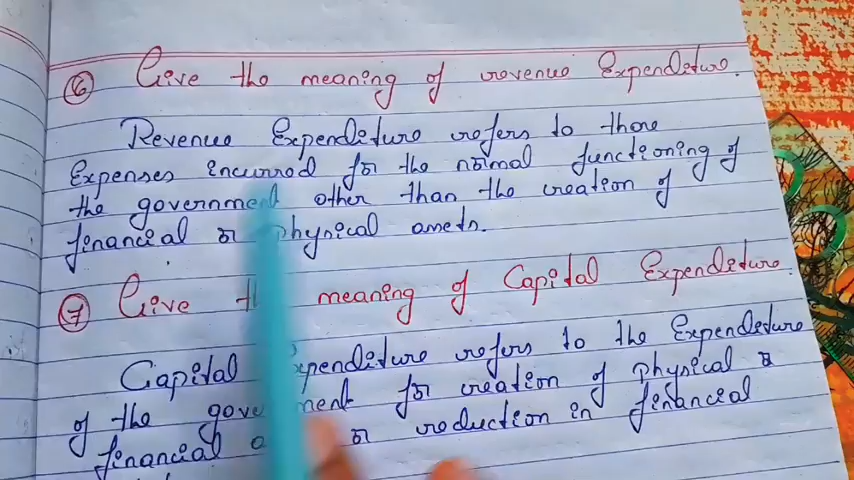 6 Give the meaning of revenue Expenditure.
Revenue Expenditure refers to those
Expenses incurred for the normal functioning of
the government other than the creation of
financial or physical assets.
7 Give the meaning of Capital Expenditure.
Capital Expenditure refers to the Expenditure
of the government for creation of physical or
financial or reduction in financial